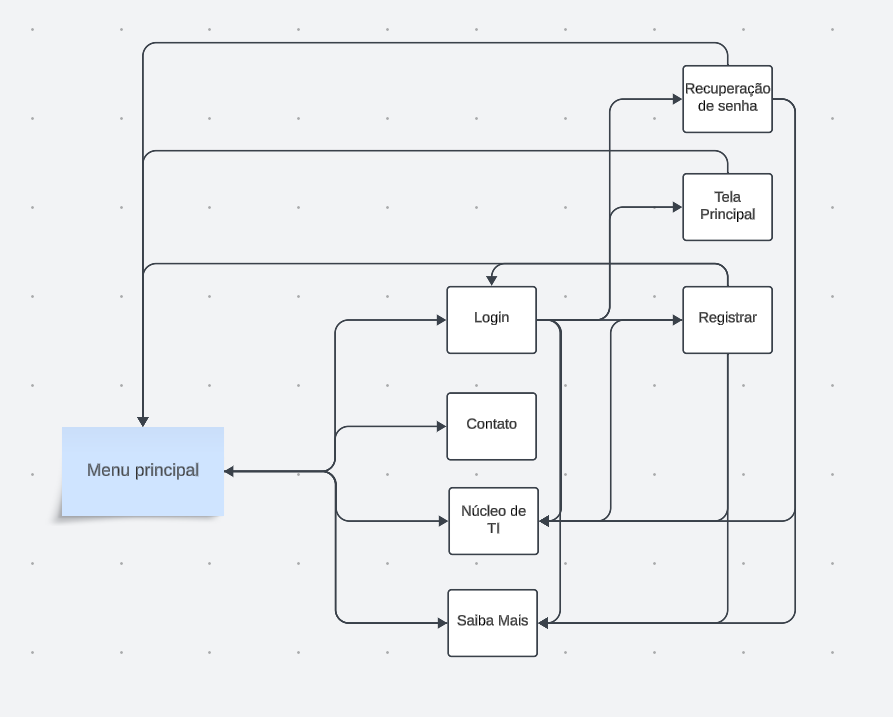 Recuperação
de senha
Tela
Principal
Login
Registrar
Contato
Menu principal
Núcleo de
TI
Saiba Mais